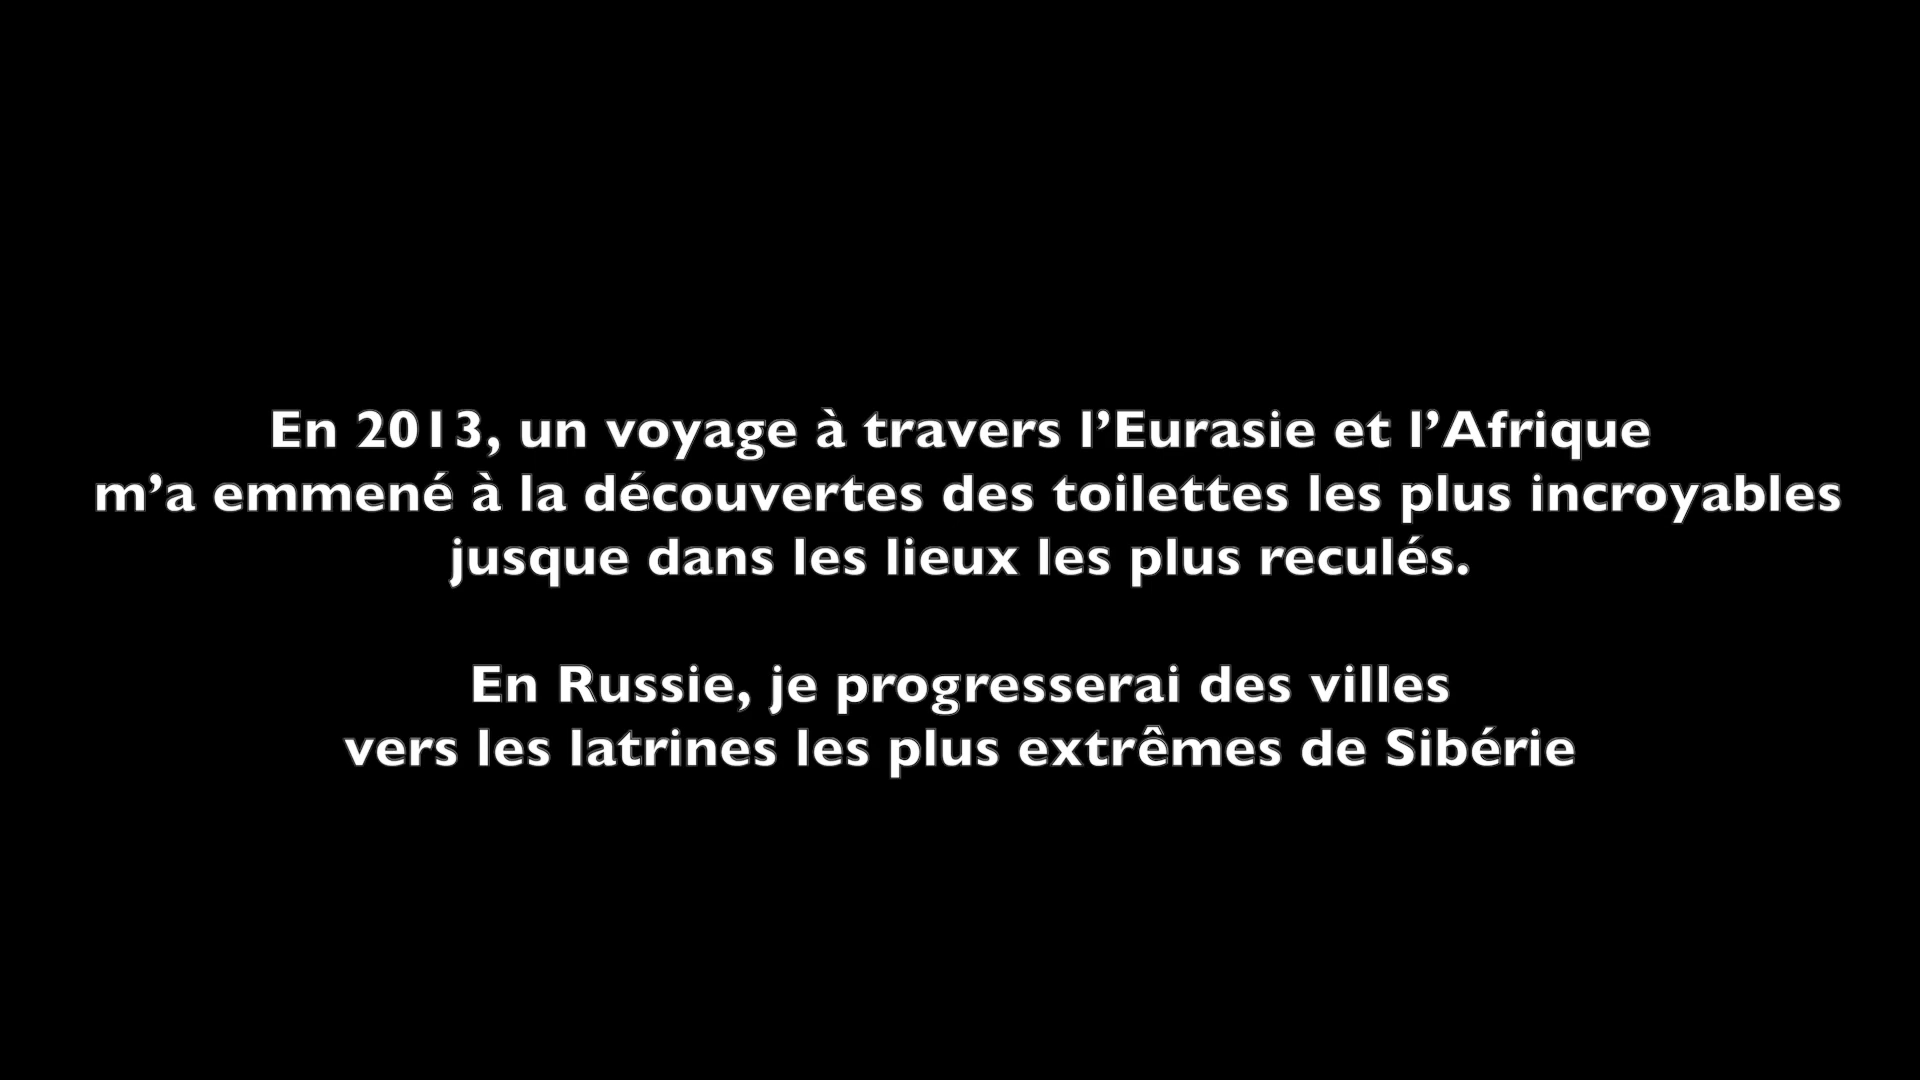 En 2013, un voyage à travers l’Eurasie et l’Afrique
m’a emmené à la découvertes des toilettes les plus incroyables
jusque dans les lieux les plus reculés.
En Russie, je progresserai des villes
vers les latrines les plus extrêmes de Sibérie